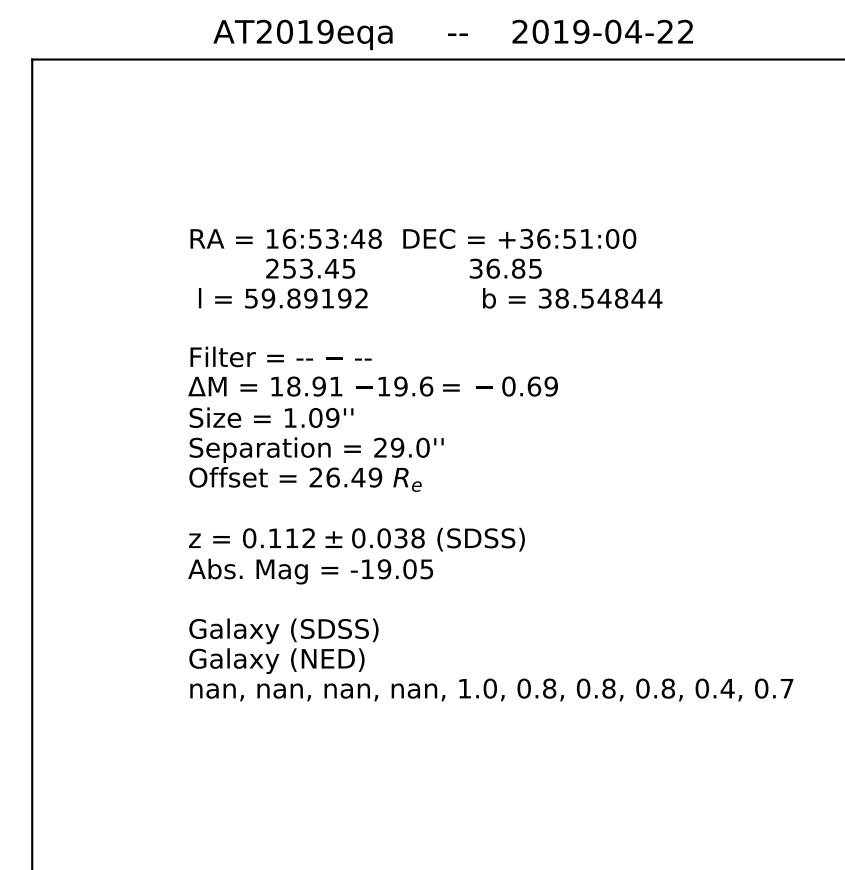 AT2019eqa -- 2019-04-22
RA = 16:53:48 DEC = +36:51:00
253.45 36.85
l = 59.89192 b = 38.54844
Filter = -- − --
ΔM = 18.91 −19.6 = −0.69
Size = 1.09''
Separation = 29.0''
Offset = 26.49 Rₑ
z = 0.112 ± 0.038 (SDSS)
Abs. Mag = -19.05
Galaxy (SDSS)
Galaxy (NED)
nan, nan, nan, nan, 1.0, 0.8, 0.8, 0.8, 0.4, 0.7